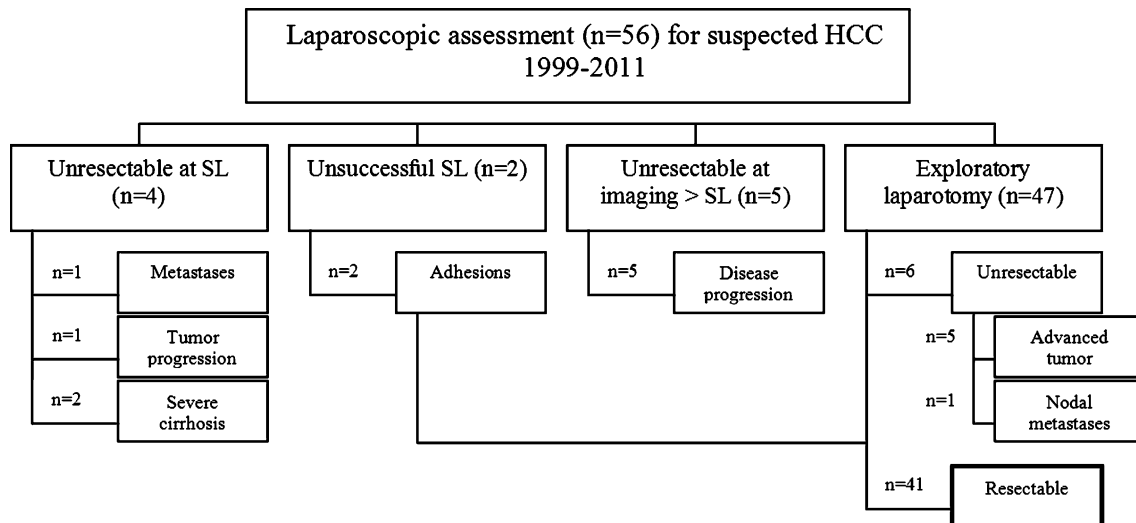 Laparoscopic assessment (n=56) for suspected HCC
1999-2011
Unresectable at SL
(n=4)
n=1
Metastases
n=1
Tumor
progression
n=2
Severe
cirrhosis
Unsuccessful SL (n=2)
n=2
Adhesions
Unresectable at
imaging > SL (n=5)
n=5
Disease
progression
Exploratory
laparotomy (n=47)
n=6
Unresectable
n=5
Advanced
tumor
n=1
Nodal
metastases
n=41
Resectable